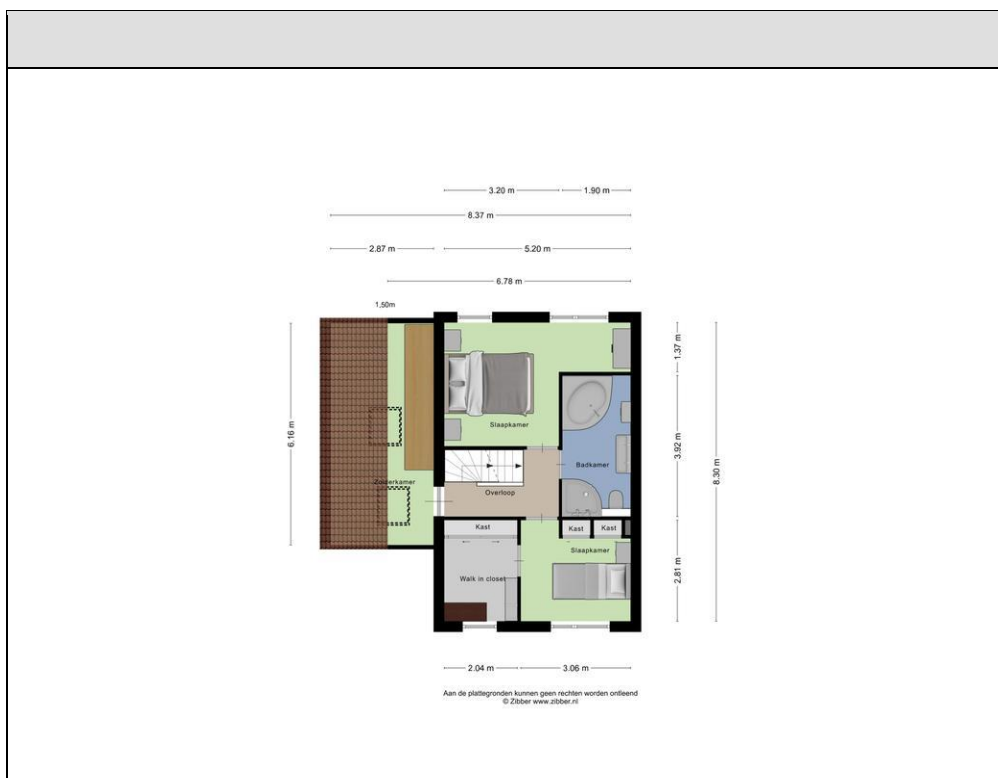 3.20 m 1.90 m
8.37 m
2.87 m 5.20 m
6.78 m
1.50m
1.37 m
Slaapkamer
6.16 m
3.92 m
Badkamer
8.30 m
Zolderkamer
Overloop
Kast Kast Kast
Slaapkamer
2.81 m
Walk in closet
2.04 m 3.06 m
Aan de plattegronden kunnen geen rechten worden ontleend
© Zibber www.zibber.nl